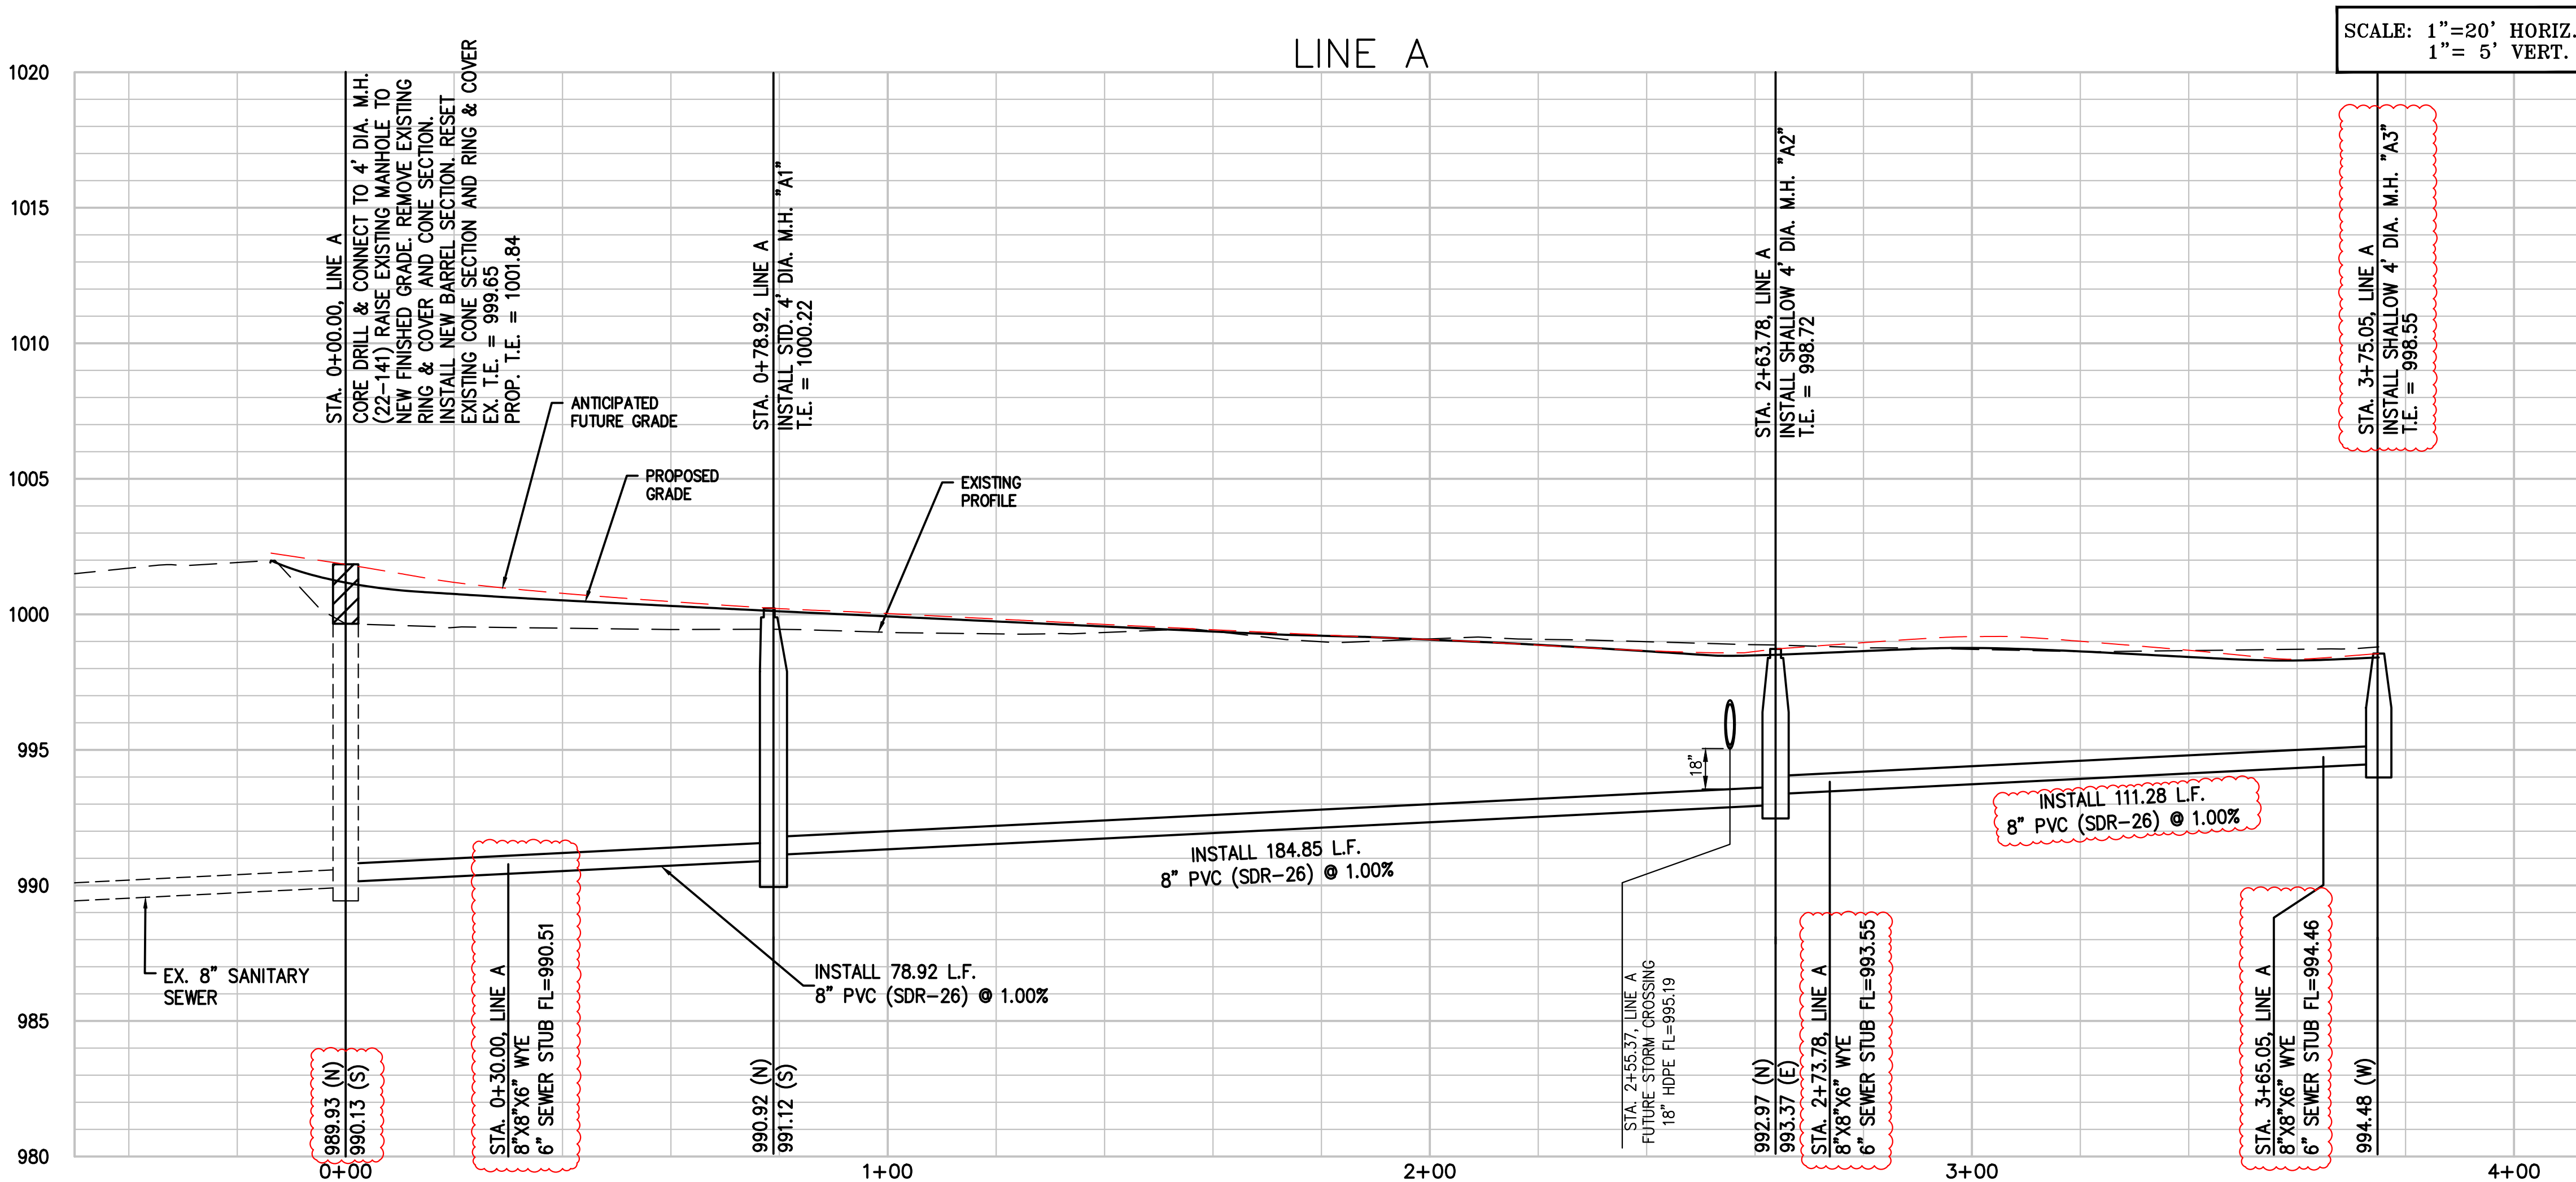 LINE A
SCALE: 1"=20' HORIZ.
1"= 5' VERT.
1020
1015
1010
1005
1000
995
990
985
980
STA. 0+00.00, LINE A
CORE DRILL & CONNECT TO 4' DIA. M.H.
(22-141) RAISE EXISTING MANHOLE TO
NEW FINISHED GRADE. REMOVE EXISTING
RING & COVER AND CONE SECTION.
INSTALL NEW BARREL SECTION. RESET
EXISTING CONE SECTION AND RING & COVER
EX. T.E. = 999.65
PROP. T.E. = 1001.84
STA. 0+78.92, LINE A
INSTALL STD. 4' DIA. M.H. "A1"
T.E. = 1000.22
STA. 2+63.78, LINE A
INSTALL SHALLOW 4' DIA. M.H. "A2"
T.E. = 998.72
STA. 3+75.05, LINE A
INSTALL SHALLOW 4' DIA. M.H. "A3"
T.E. = 998.55
ANTICIPATED
FUTURE GRADE
PROPOSED
GRADE
EXISTING
PROFILE
18"
INSTALL 111.28 L.F.
8" PVC (SDR-26) @ 1.00%
INSTALL 184.85 L.F.
8" PVC (SDR-26) @ 1.00%
INSTALL 78.92 L.F.
8" PVC (SDR-26) @ 1.00%
EX. 8" SANITARY
SEWER
989.93 (N)
990.13 (S)
STA. 0+30.00, LINE A
8"X8"X6" WYE
6" SEWER STUB FL=990.51
990.92 (N)
991.12 (S)
STA. 2+55.37, LINE A
FUTURE STORM CROSSING
18" HDPE FL=995.19
992.97 (N)
993.37 (E)
STA. 2+73.78, LINE A
8"X8"X6" WYE
6" SEWER STUB FL=993.55
STA. 3+65.05, LINE A
8"X8"X6" WYE
6" SEWER STUB FL=994.46
994.48 (W)
0+00
1+00
2+00
3+00
4+00